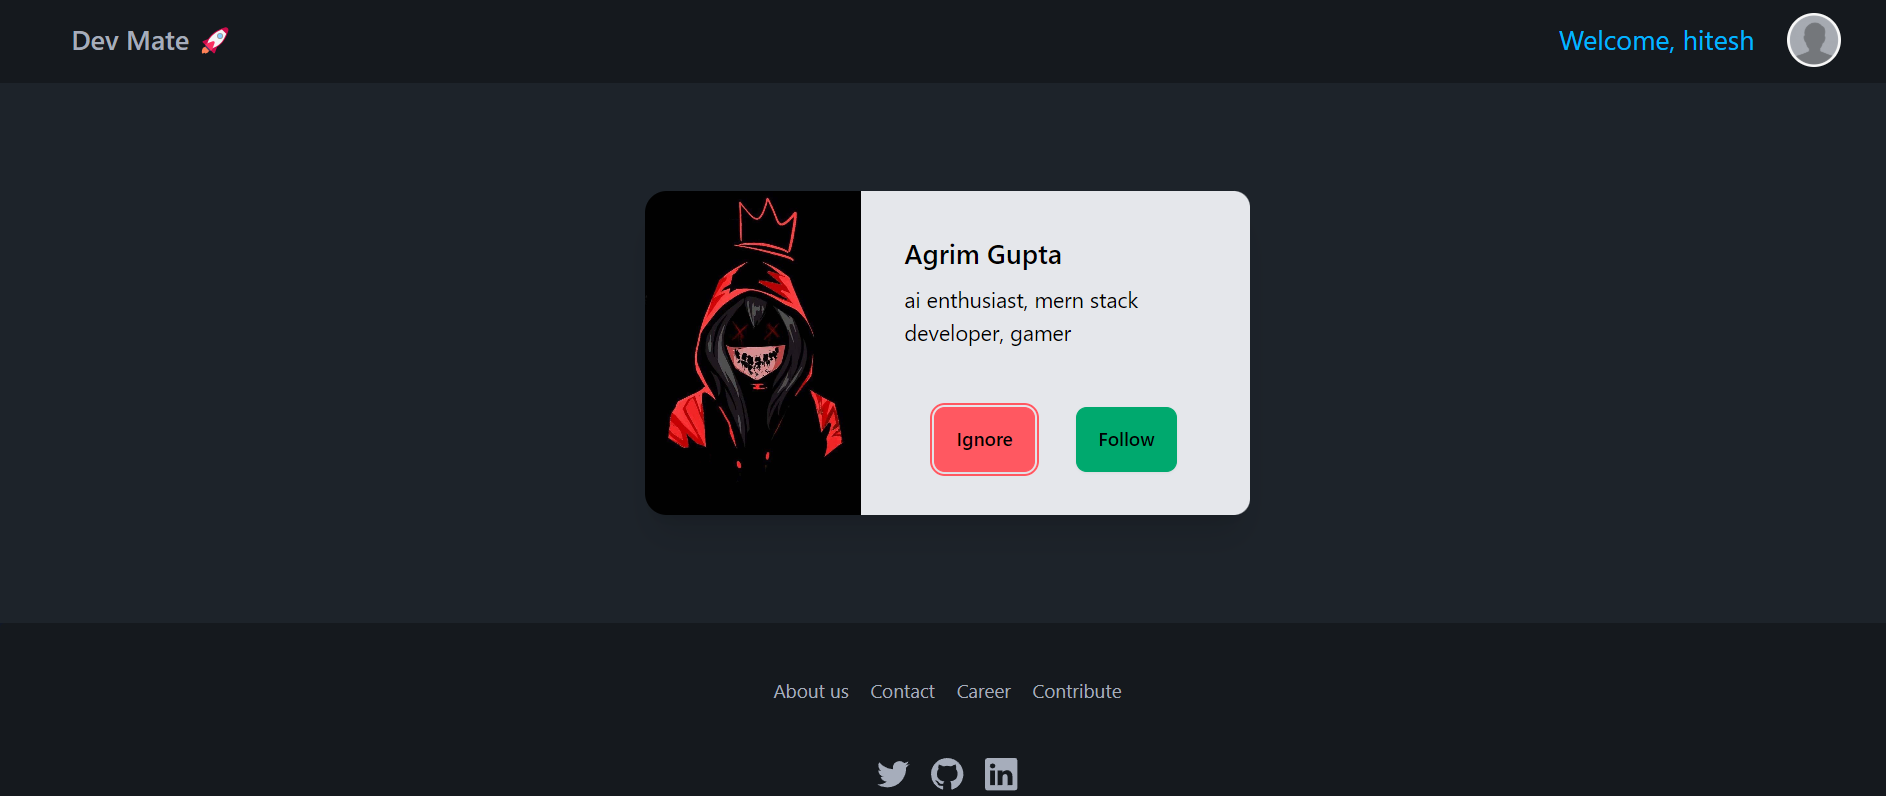 Dev Mate 🚀
Welcome, hitesh
Agrim Gupta
ai enthusiast, mern stack
developer, gamer
Ignore
Follow
About us
Contact
Career
Contribute
in